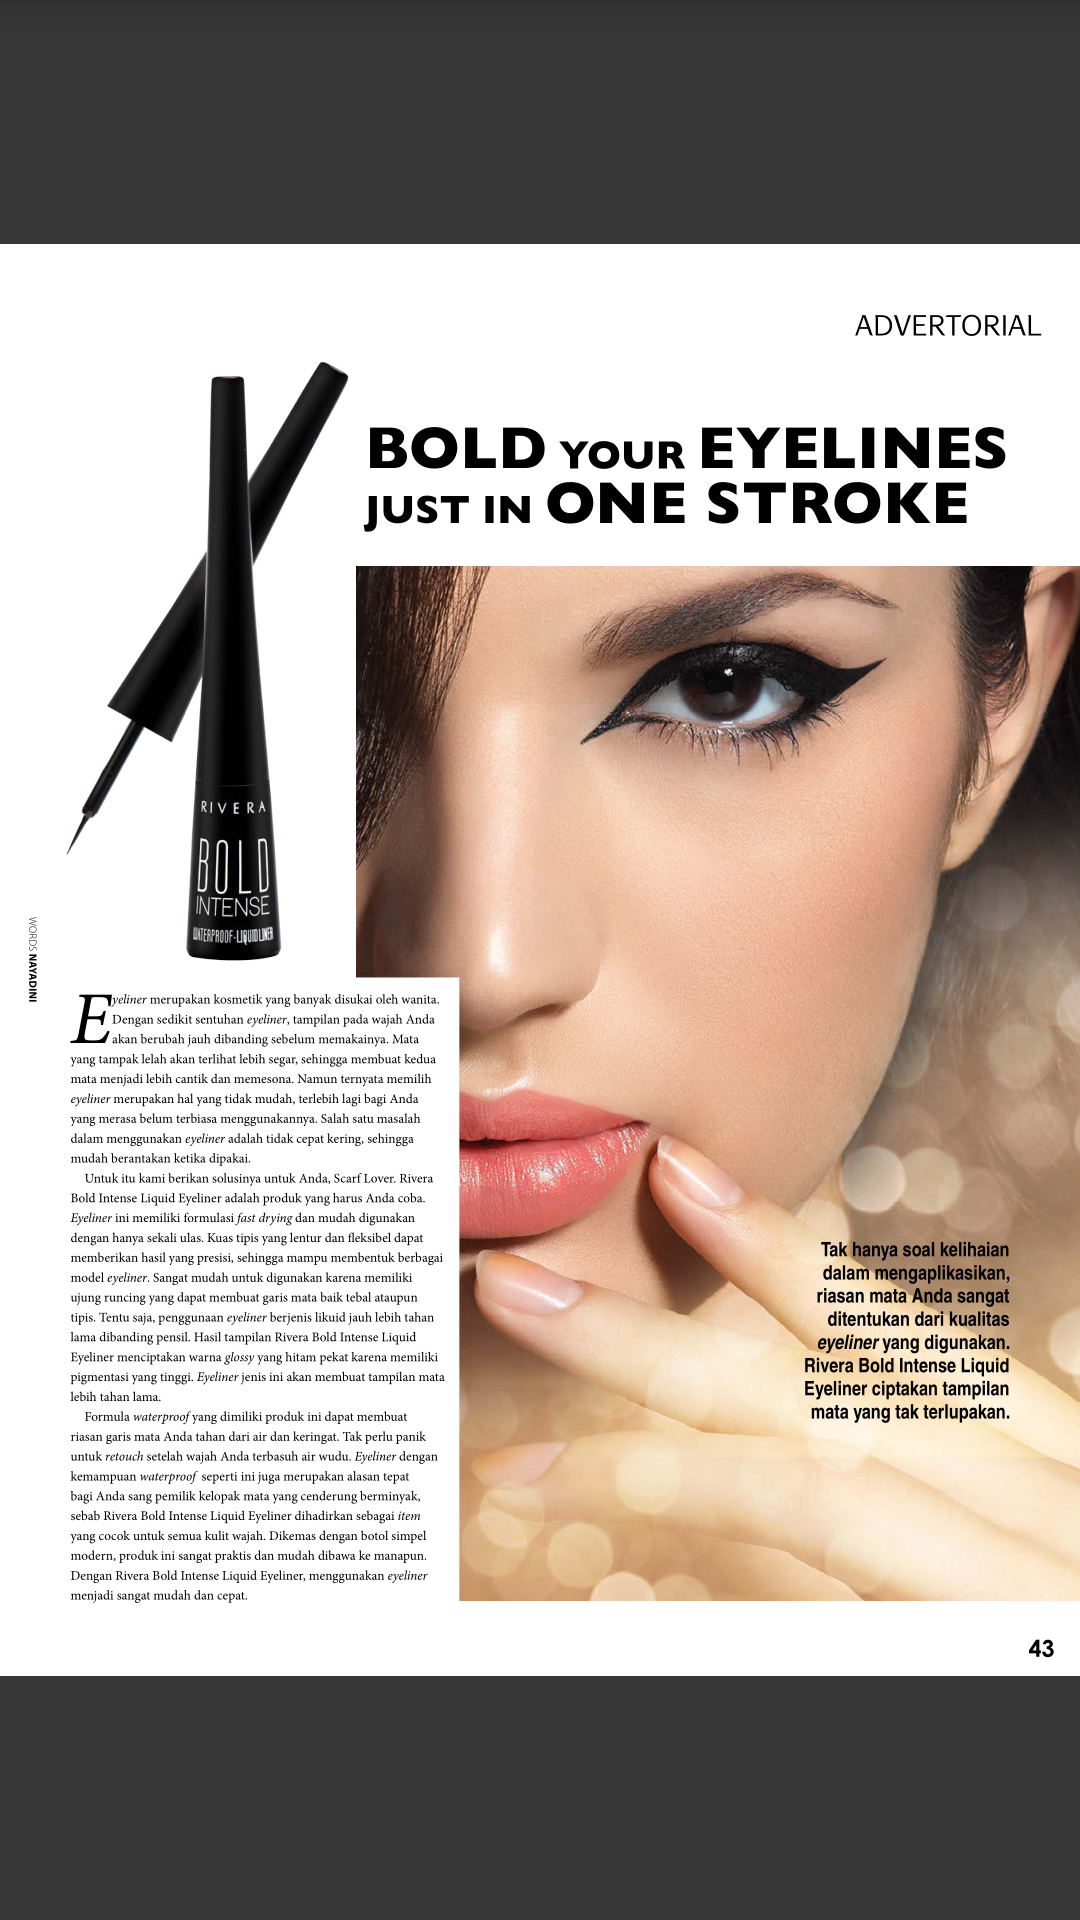 ADVERTORIAL
BOLD YOUR EYELINES
JUST IN ONE STROKE
RIVERA
BOLD
INTENSE
WATERPROOF-LIQUID LINER
WORDS NAYADINI
Eyeliner merupakan kosmetik yang banyak disukai oleh wanita.
Dengan sedikit sentuhan eyeliner, tampilan pada wajah Anda
akan berubah jauh dibanding sebelum memakainya. Mata
yang tampak lelah akan terlihat lebih segar, sehingga membuat kedua
mata menjadi lebih cantik dan memesona. Namun ternyata memilih
eyeliner merupakan hal yang tidak mudah, terlebih lagi bagi Anda
yang merasa belum terbiasa menggunakannya. Salah satu masalah
dalam menggunakan eyeliner adalah tidak cepat kering, sehingga
mudah berantakan ketika dipakai.
Untuk itu kami berikan solusinya untuk Anda, Scarf Lover. Rivera
Bold Intense Liquid Eyeliner adalah produk yang harus Anda coba.
Eyeliner ini memiliki formulasi fast drying dan mudah digunakan
dengan hanya sekali ulas. Kuas tipis yang lentur dan fleksibel dapat
memberikan hasil yang presisi, sehingga mampu membentuk berbagai
model eyeliner. Sangat mudah untuk digunakan karena memiliki
ujung runcing yang dapat membuat garis mata baik tebal ataupun
tipis. Tentu saja, penggunaan eyeliner berjenis likuid jauh lebih tahan
lama dibanding pensil. Hasil tampilan Rivera Bold Intense Liquid
Eyeliner menciptakan warna glossy yang hitam pekat karena memiliki
pigmentasi yang tinggi. Eyeliner jenis ini akan membuat tampilan mata
lebih tahan lama.
Formula waterproof yang dimiliki produk ini dapat membuat
riasan garis mata Anda tahan dari air dan keringat. Tak perlu panik
untuk retouch setelah wajah Anda terbasuh air wudu. Eyeliner dengan
kemampuan waterproof seperti ini juga merupakan alasan tepat
bagi Anda sang pemilik kelopak mata yang cenderung berminyak,
sebab Rivera Bold Intense Liquid Eyeliner dihadirkan sebagai item
yang cocok untuk semua kulit wajah. Dikemas dengan botol simpel
modern, produk ini sangat praktis dan mudah dibawa ke manapun.
Dengan Rivera Bold Intense Liquid Eyeliner, menggunakan eyeliner
menjadi sangat mudah dan cepat.
Tak hanya soal kelihaian
dalam mengaplikasikan,
riasan mata Anda sangat
ditentukan dari kualitas
eyeliner yang digunakan.
Rivera Bold Intense Liquid
Eyeliner ciptakan tampilan
mata yang tak terlupakan.
43